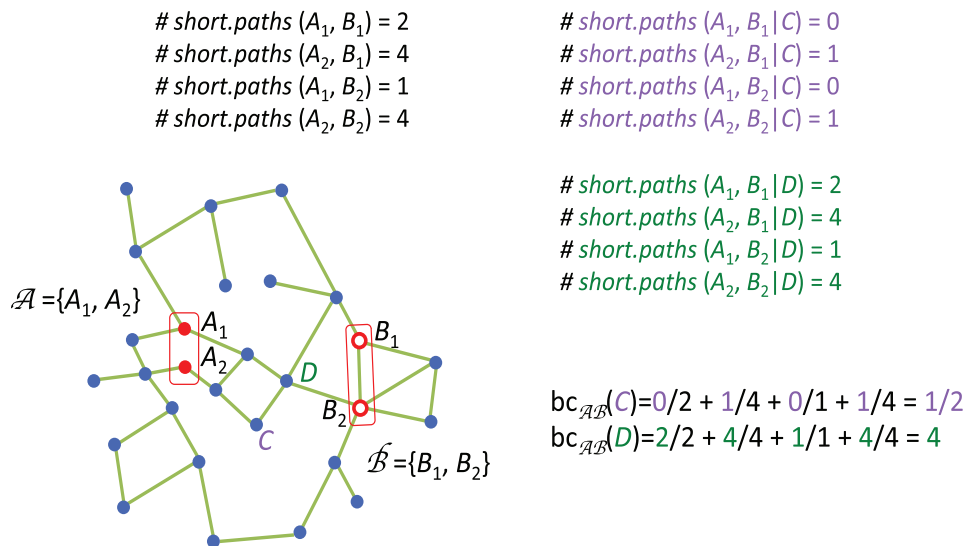 # short.paths (A₁, B₁) = 2
# short.paths (A₂, B₁) = 4
# short.paths (A₁, B₂) = 1
# short.paths (A₂, B₂) = 4
# short.paths (A₁, B₁|C) = 0
# short.paths (A₂, B₁|C) = 1
# short.paths (A₁, B₂|C) = 0
# short.paths (A₂, B₂|C) = 1
# short.paths (A₁, B₁|D) = 2
# short.paths (A₂, B₁|D) = 4
# short.paths (A₁, B₂|D) = 1
# short.paths (A₂, B₂|D) = 4
𝒜 ={A₁, A₂}
A₁
A₂
B₁
D
B₂
C
ℬ={B₁, B₂}
bc𝒜ℬ(C)=0/2 + 1/4 + 0/1 + 1/4 = 1/2
bc𝒜ℬ(D)=2/2 + 4/4 + 1/1 + 4/4 = 4